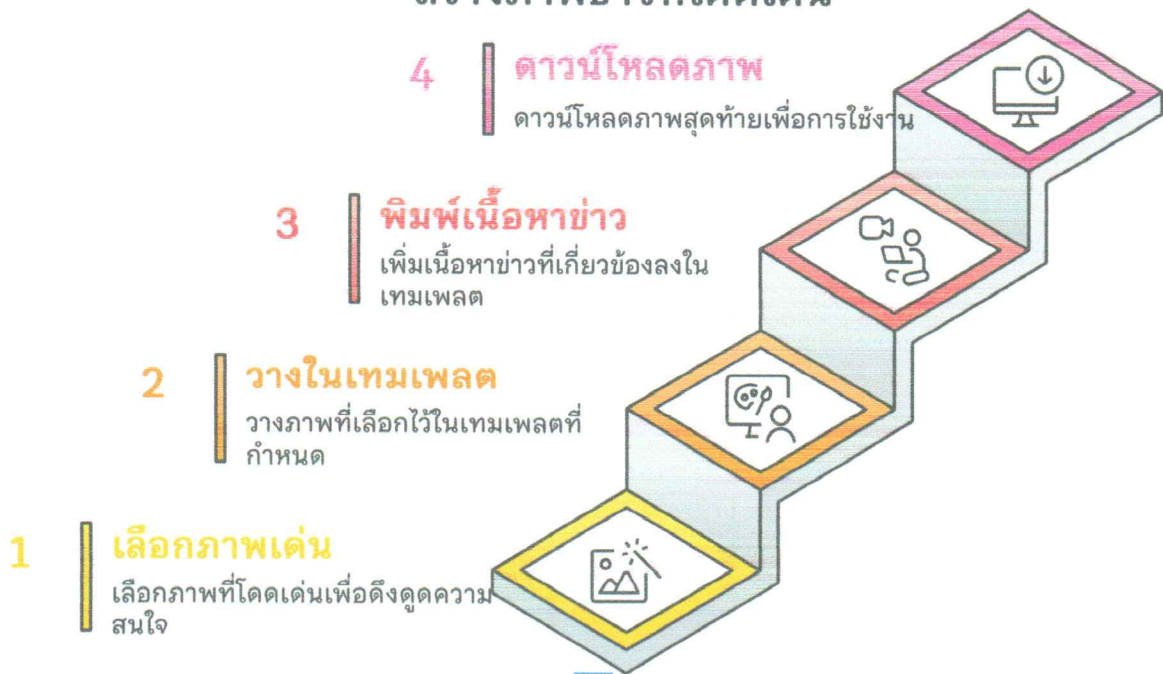 4
ดาวน์โหลดภาพ
ดาวน์โหลดภาพสุดท้ายเพื่อการใช้งาน
3
พิมพ์เนื้อหาข่าว
เพิ่มเนื้อหาข่าวที่เกี่ยวข้องลงใน
เทมเพลต
2
วางในเทมเพลต
วางภาพที่เลือกไว้ในเทมเพลตที่
กำหนด
1
เลือกภาพเด่น
เลือกภาพที่โดดเด่นเพื่อดึงดูดความ
สนใจ